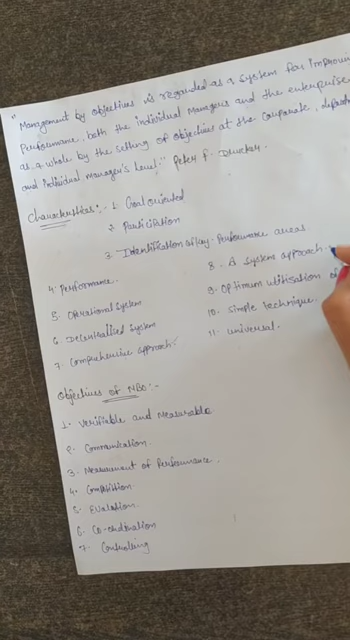 "Management by objectives is regarded as a system for improving
Performance, both the individual Managers and the enterprise
as a whole by the setting of objectives at the corporate, depart
and individual manager's level." Peter F. Drucker.
Characteristics:- 1. Goal oriented
2. Participation
3. Identification of key Performance areas
4. Performance.
5. Operational System
6. Decentralised System
7. Comprehensive approach:-
8. A System approach
9. Optimum utilisation of
10. Simple technique.
11. universal.
Objectives of MBO:-
1. Verifiable and Measurable
2. Communication.
3. Measurement of Performance.
4. Competition.
5. Evaluation.
6. Co-ordination
7. Controlling